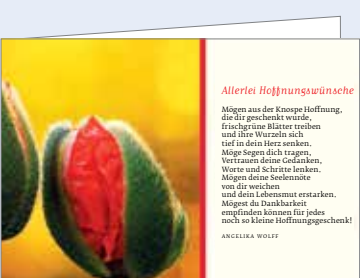 Allerlei Hoffnungswünsche
Mögen aus der Knospe Hoffnung,
die dir geschenkt wurde,
frischgrüne Blätter treiben
und ihre Wurzeln sich
tief in dein Herz senken.
Möge Segen dich tragen,
Vertrauen deine Gedanken,
Worte und Schritte lenken.
Mögen deine Seelennöte
von dir weichen
und dein Lebensmut erstarken.
Mögest du Dankbarkeit
empfinden können für jedes
noch so kleine Hoffnungsgeschenk!
ANGELIKA WOLFF